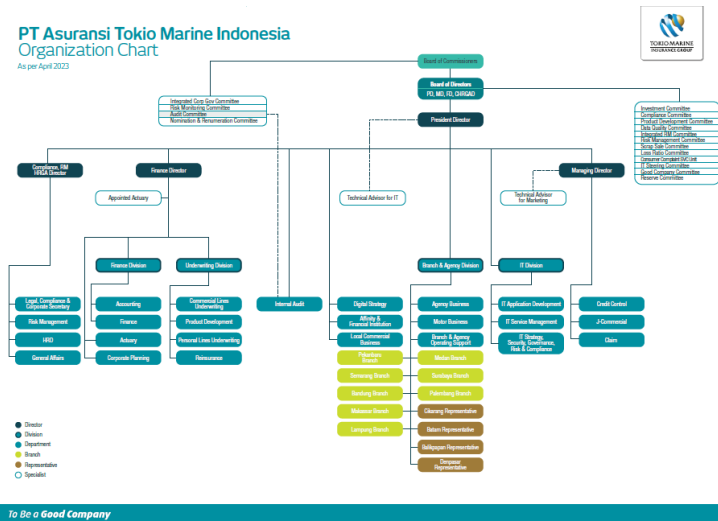 PT Asuransi Tokio Marine Indonesia
Organization Chart
As per April 2023
TOKIO MARINE
INSURANCE GROUP
Board of Commissioners
Board of Directors
PD, MD, FD, CHRGAD
Integrated Corp Gov Committee
Risk Monitoring Committee
Audit Committee
Nomination & Renumeration Committee
President Director
Investment Committee
Compliance Committee
Product Development Committee
Data Quality Committee
Integrated RM Committee
Risk Management Committee
Scrap Sale Committee
Loss Ratio Committee
Consumer Complaint SVC Unit
IT Steering Committee
Good Company Committee
Reserve Committee
Compliance, RM
HRGA Director
Finance Director
Managing Director
Appointed Actuary
Technical Advisor for IT
Technical Advisor
for Marketing
Finance Division
Underwriting Division
Branch & Agency Division
IT Division
Legal, Compliance &
Corporate Secretary
Accounting
Commercial Lines
Underwriting
Internal Audit
Digital Strategy
Agency Business
IT Application Development
Credit Control
Risk Management
Finance
Product Development
Affinity &
Financial Institution
Motor Business
IT Service Management
J-Commercial
HRD
Actuary
Personal Lines Underwriting
Local Commercial
Business
Branch & Agency
Operating Support
IT Strategy,
Security, Governance,
Risk & Compliance
Claim
General Affairs
Corporate Planning
Reinsurance
Pekanbaru
Branch
Medan Branch
Semarang Branch
Surabaya Branch
Bandung Branch
Palembang Branch
Makassar Branch
Cikarang Representative
Lampung Branch
Batam Representative
Balikpapan Representative
Denpasar
Representative
Director
Division
Department
Branch
Representative
Specialist
To Be a Good Company